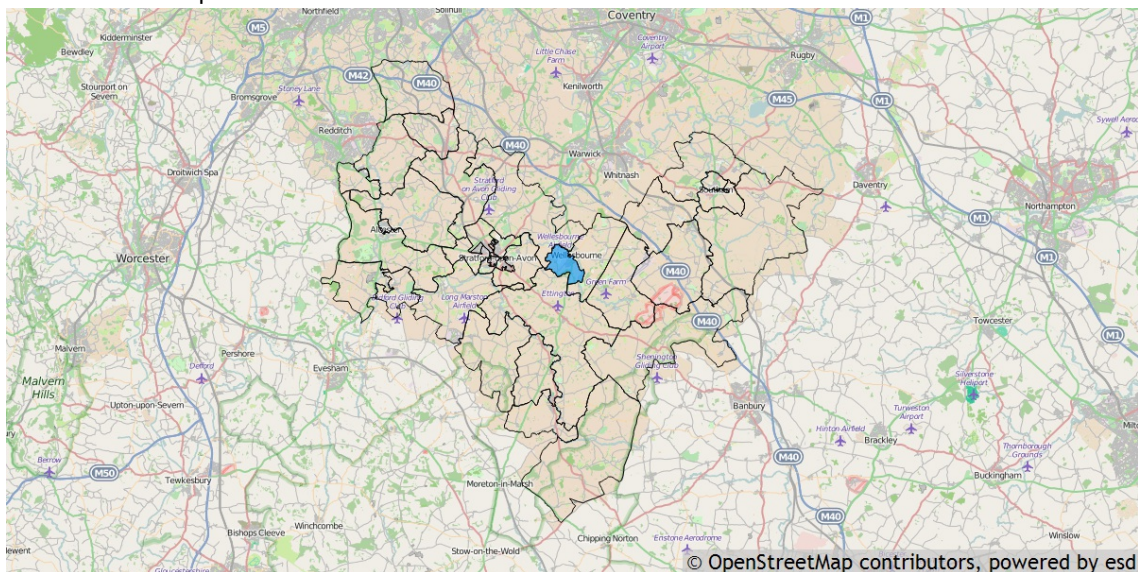 Northfield
Solihull
Coventry
Kidderminster
M5
Bewdley
Little Chase
Farm
Coventry
Airport
Rugby
M42
M40
Stourport on
Severn
Stoney Lane
Bromsgrove
Kenilworth
M45
M1
Sywell Aero
Redditch
M40
Droitwich Spa
Warwick
Whitnash
Daventry
Stratford
on Avon Gliding
Club
M1
Northampton
Worcester
Wellesbourne
Wellesbourne
Stratford-upon-Avon
M40
Green Farm
Ettington
Long Marston
Airfield
M40
Towcester
M1
Malvern
Pershore
Shenington
Gliding Club
Defford
Evesham
Silverstone
Heliport
Malvern
Hills
Banbury
Upton-upon-Severn
Turweston
Airport
Hinton Airfield
Brackley
Berrow
M50
M40
Thornborough
Grounds
Tewkesbury
Moreton-in-Marsh
Buckingham
M40
Winchcombe
Bishops Cleeve
Chipping Norton
Winslow
Stow-on-the-Wold
Enstone Aerodrome
© OpenStreetMap contributors, powered by esd